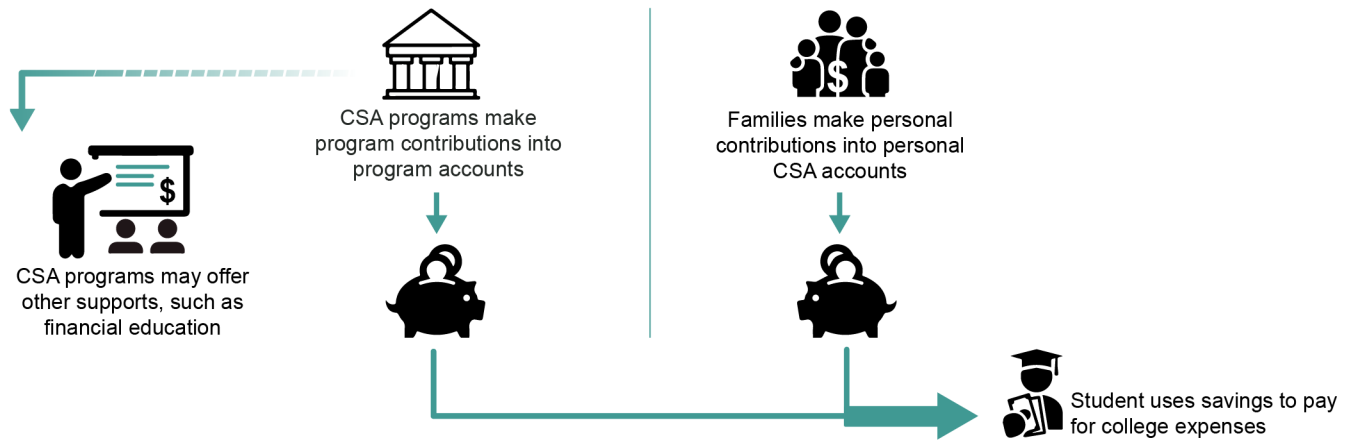 CSA programs make
program contributions into
program accounts
Families make personal
contributions into personal
CSA accounts
$
$
CSA programs may offer
other supports, such as
financial education
Student uses savings to pay
for college expenses